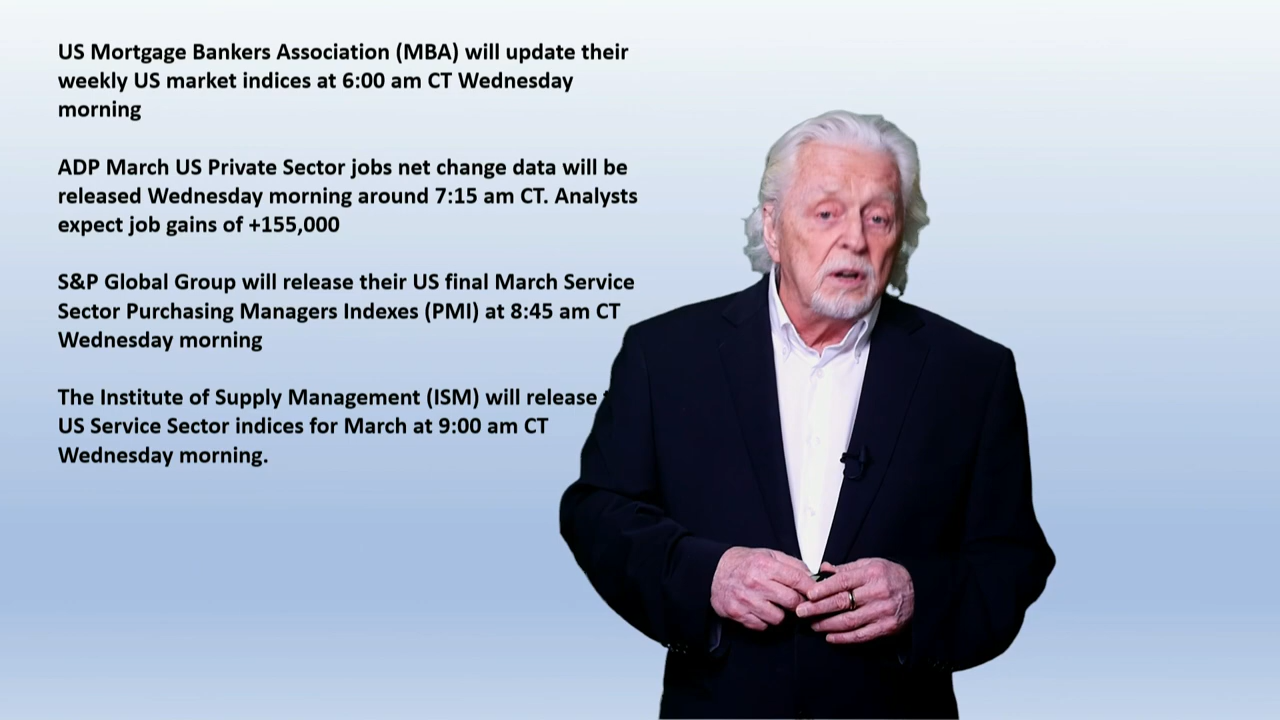 US Mortgage Bankers Association (MBA) will update their
weekly US market indices at 6:00 am CT Wednesday
morning
ADP March US Private Sector jobs net change data will be
released Wednesday morning around 7:15 am CT. Analysts
expect job gains of +155,000
S&P Global Group will release their US final March Service
Sector Purchasing Managers Indexes (PMI) at 8:45 am CT
Wednesday morning
The Institute of Supply Management (ISM) will release
US Service Sector indices for March at 9:00 am CT
Wednesday morning.